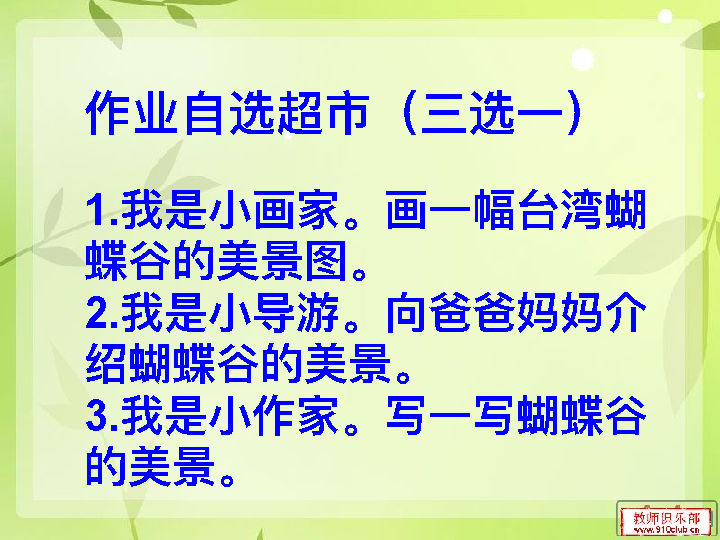 作业自选超市（三选一）
1.我是小画家。画一幅台湾蝴
蝶谷的美景图。
2.我是小导游。向爸爸妈妈介
绍蝴蝶谷的美景。
3.我是小作家。写一写蝴蝶谷
的美景。
教师俱乐部
www.910club.cn